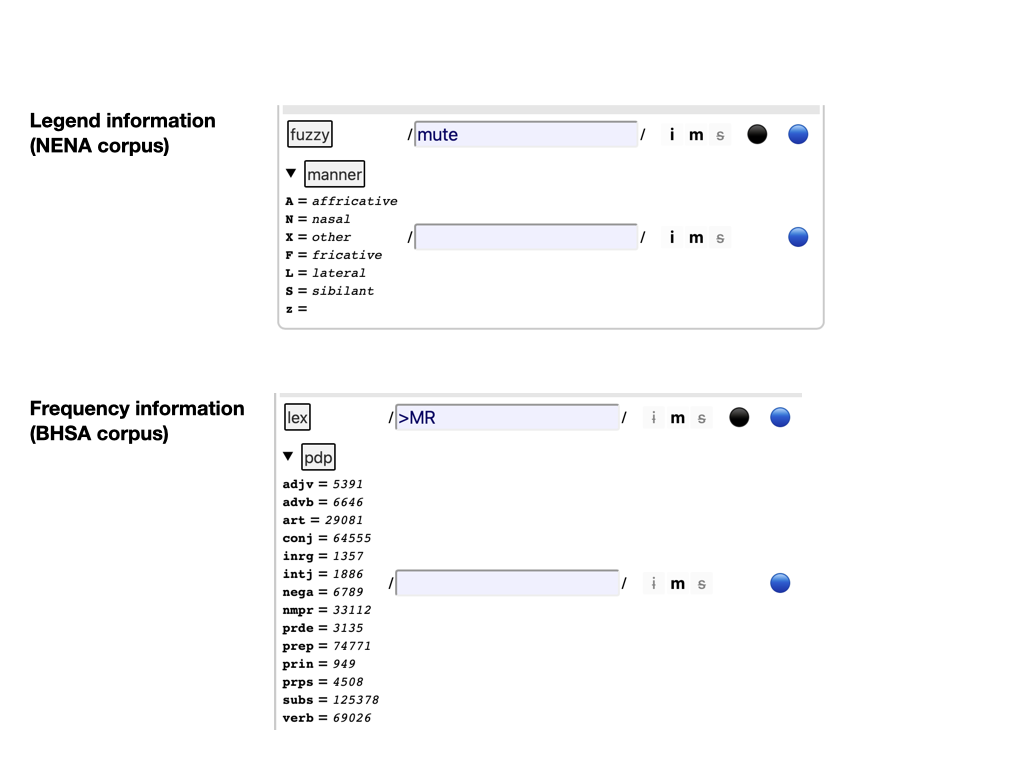 Legend information
(NENA corpus)
fuzzy /mute/ i m s
▼ manner
A = affricative
N = nasal
X = other
/ / i m s
F = fricative
L = lateral
S = sibilant
z =
Frequency information
(BHSA corpus)
lex />MR/ i m s
▼ pdp
adjv = 5391
advb = 6646
art = 29081
conj = 64555
inrg = 1357
intj = 1886
/ / i m s
nega = 6789
nmpr = 33112
prde = 3135
prep = 74771
prin = 949
prps = 4508
subs = 125378
verb = 69026